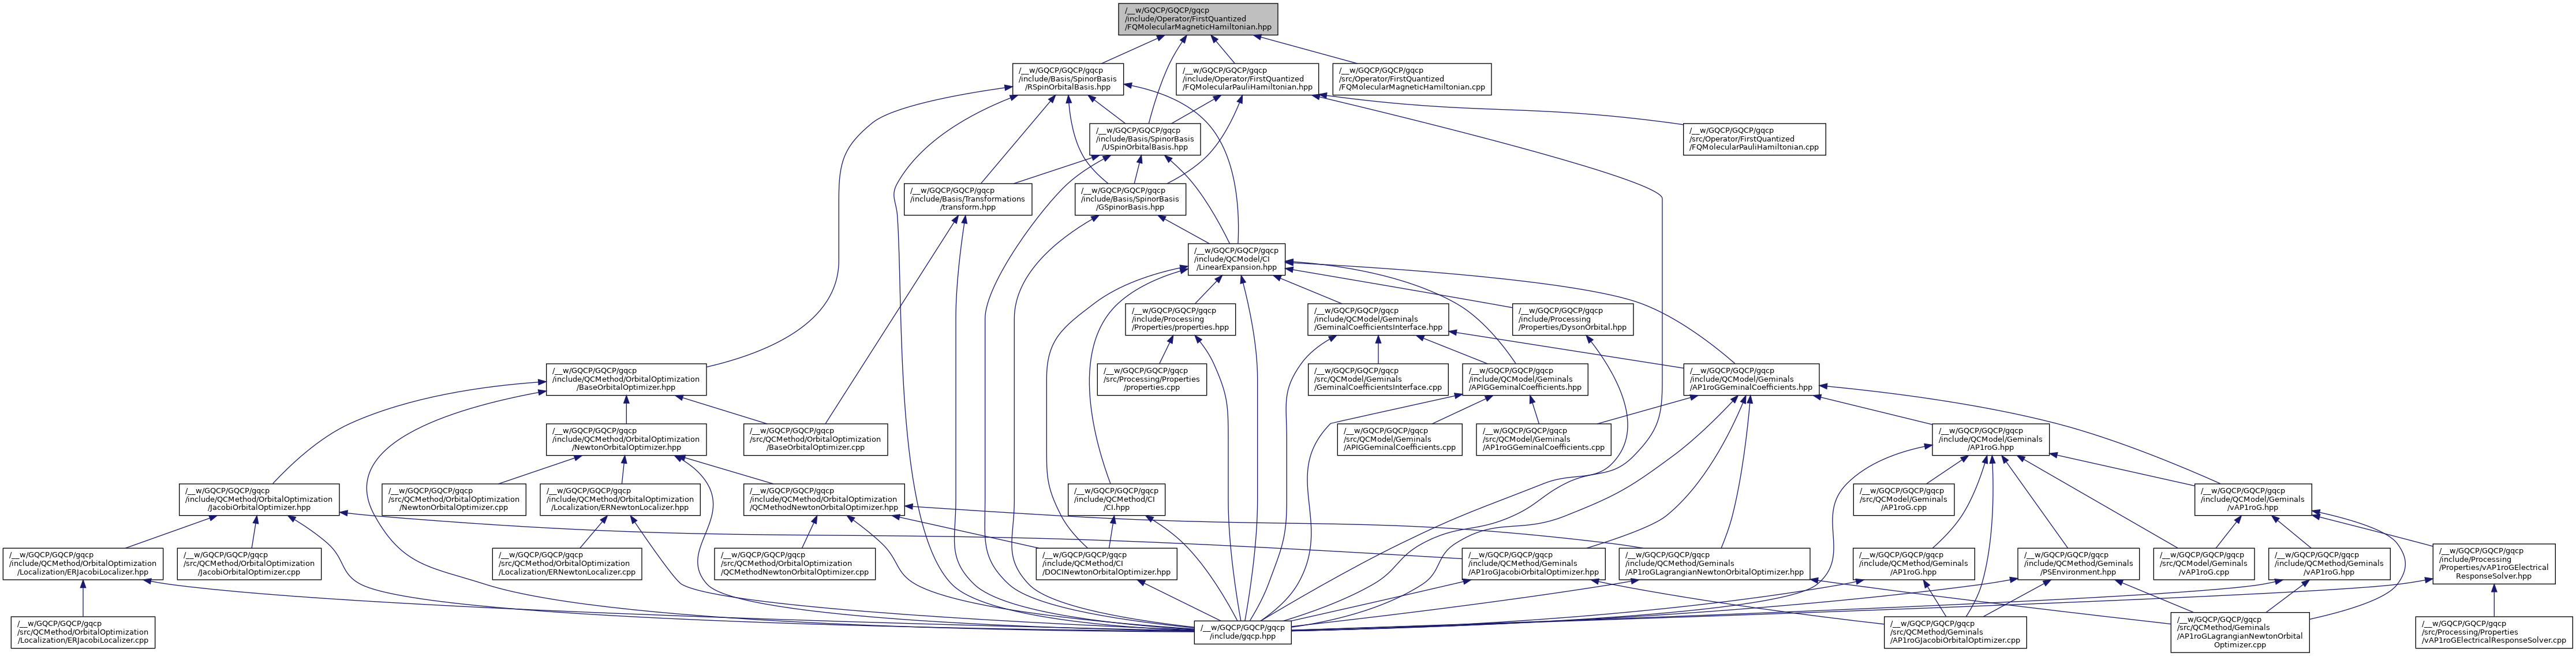 /__w/GQCP/GQCP/gqcp
/include/Operator/FirstQuantized
/FQMolecularMagneticHamiltonian.hpp
/__w/GQCP/GQCP/gqcp
/include/Basis/SpinorBasis
/RSpinOrbitalBasis.hpp
/__w/GQCP/GQCP/gqcp
/include/Operator/FirstQuantized
/FQMolecularPauliHamiltonian.hpp
/__w/GQCP/GQCP/gqcp
/src/Operator/FirstQuantized
/FQMolecularMagneticHamiltonian.cpp
/__w/GQCP/GQCP/gqcp
/include/Basis/SpinorBasis
/USpinOrbitalBasis.hpp
/__w/GQCP/GQCP/gqcp
/src/Operator/FirstQuantized
/FQMolecularPauliHamiltonian.cpp
/__w/GQCP/GQCP/gqcp
/include/Basis/Transformations
/transform.hpp
/__w/GQCP/GQCP/gqcp
/include/Basis/SpinorBasis
/GSpinorBasis.hpp
/__w/GQCP/GQCP/gqcp
/include/QCModel/CI
/LinearExpansion.hpp
/__w/GQCP/GQCP/gqcp
/include/Processing
/Properties/properties.hpp
/__w/GQCP/GQCP/gqcp
/include/QCModel/Geminals
/GeminalCoefficientsInterface.hpp
/__w/GQCP/GQCP/gqcp
/include/Processing
/Properties/DysonOrbital.hpp
/__w/GQCP/GQCP/gqcp
/include/QCMethod/OrbitalOptimization
/BaseOrbitalOptimizer.hpp
/__w/GQCP/GQCP/gqcp
/src/Processing/Properties
/properties.cpp
/__w/GQCP/GQCP/gqcp
/src/QCModel/Geminals
/GeminalCoefficientsInterface.cpp
/__w/GQCP/GQCP/gqcp
/include/QCModel/Geminals
/APIGGeminalCoefficients.hpp
/__w/GQCP/GQCP/gqcp
/include/QCModel/Geminals
/AP1roGGeminalCoefficients.hpp
/__w/GQCP/GQCP/gqcp
/include/QCMethod/OrbitalOptimization
/NewtonOrbitalOptimizer.hpp
/__w/GQCP/GQCP/gqcp
/src/QCMethod/OrbitalOptimization
/BaseOrbitalOptimizer.cpp
/__w/GQCP/GQCP/gqcp
/src/QCModel/Geminals
/APIGGeminalCoefficients.cpp
/__w/GQCP/GQCP/gqcp
/src/QCModel/Geminals
/AP1roGGeminalCoefficients.cpp
/__w/GQCP/GQCP/gqcp
/include/QCModel/Geminals
/AP1roG.hpp
/__w/GQCP/GQCP/gqcp
/include/QCMethod/OrbitalOptimization
/JacobiOrbitalOptimizer.hpp
/__w/GQCP/GQCP/gqcp
/src/QCMethod/OrbitalOptimization
/NewtonOrbitalOptimizer.cpp
/__w/GQCP/GQCP/gqcp
/include/QCMethod/OrbitalOptimization
/Localization/ERNewtonLocalizer.hpp
/__w/GQCP/GQCP/gqcp
/include/QCMethod/OrbitalOptimization
/QCMethodNewtonOrbitalOptimizer.hpp
/__w/GQCP/GQCP/gqcp
/include/QCMethod/CI
/CI.hpp
/__w/GQCP/GQCP/gqcp
/src/QCModel/Geminals
/AP1roG.cpp
/__w/GQCP/GQCP/gqcp
/include/QCModel/Geminals
/vAP1roG.hpp
/__w/GQCP/GQCP/gqcp
/include/QCMethod/OrbitalOptimization
/Localization/ERJacobiLocalizer.hpp
/__w/GQCP/GQCP/gqcp
/src/QCMethod/OrbitalOptimization
/JacobiOrbitalOptimizer.cpp
/__w/GQCP/GQCP/gqcp
/src/QCMethod/OrbitalOptimization
/Localization/ERNewtonLocalizer.cpp
/__w/GQCP/GQCP/gqcp
/src/QCMethod/OrbitalOptimization
/QCMethodNewtonOrbitalOptimizer.cpp
/__w/GQCP/GQCP/gqcp
/include/QCMethod/CI
/DOCINewtonOrbitalOptimizer.hpp
/__w/GQCP/GQCP/gqcp
/include/QCMethod/Geminals
/AP1roGJacobiOrbitalOptimizer.hpp
/__w/GQCP/GQCP/gqcp
/include/QCMethod/Geminals
/AP1roGLagrangianNewtonOrbitalOptimizer.hpp
/__w/GQCP/GQCP/gqcp
/include/QCMethod/Geminals
/AP1roG.hpp
/__w/GQCP/GQCP/gqcp
/include/QCMethod/Geminals
/PSEnvironment.hpp
/__w/GQCP/GQCP/gqcp
/src/QCModel/Geminals
/vAP1roG.cpp
/__w/GQCP/GQCP/gqcp
/include/QCMethod/Geminals
/vAP1roG.hpp
/__w/GQCP/GQCP/gqcp
/include/Processing
/Properties/vAP1roGElectrical
ResponseSolver.hpp
/__w/GQCP/GQCP/gqcp
/src/QCMethod/OrbitalOptimization
/Localization/ERJacobiLocalizer.cpp
/__w/GQCP/GQCP/gqcp
/include/gqcp.hpp
/__w/GQCP/GQCP/gqcp
/src/QCMethod/Geminals
/AP1roGJacobiOrbitalOptimizer.cpp
/__w/GQCP/GQCP/gqcp
/src/QCMethod/Geminals
/AP1roGLagrangianNewtonOrbital
Optimizer.cpp
/__w/GQCP/GQCP/gqcp
/src/Processing/Properties
/vAP1roGElectricalResponseSolver.cpp